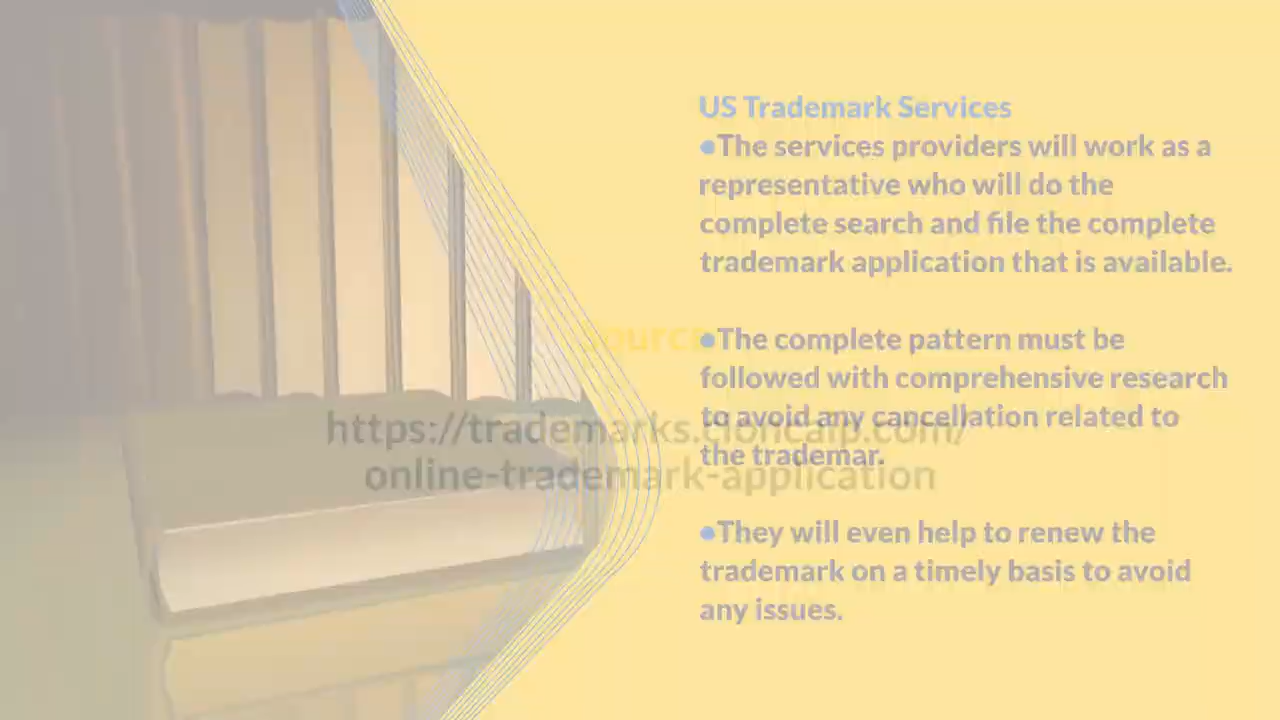 US Trademark Services
•The services providers will work as a
representative who will do the
complete search and file the complete
trademark application that is available.
•The complete pattern must be
followed with comprehensive research
to avoid any cancellation related to
the trademar.
•They will even help to renew the
trademark on a timely basis to avoid
any issues.
Source
https://trademarks.cioncaip.com/
online-trademark-application